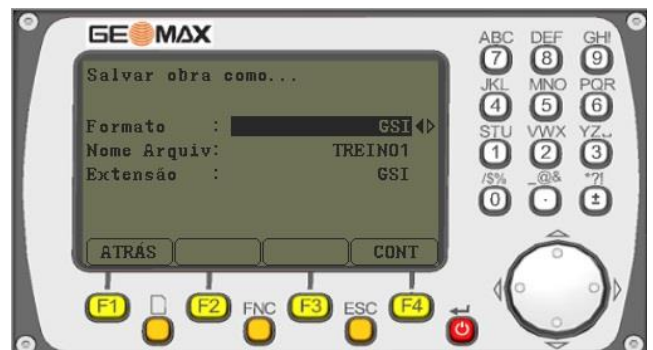 GEOMAX
Salvar obra como...
Formato : GSI
Nome Arquiv: TREINO1
Extensão : GSI
ATRÁS CONT
F1 F2 FNC F3 ESC F4
ABC DEF GHI
7 8 9
JKL MNO PQR
4 5 6
STU VWX YZ␣
1 2 3
/$% _@& *?!
0 . ±